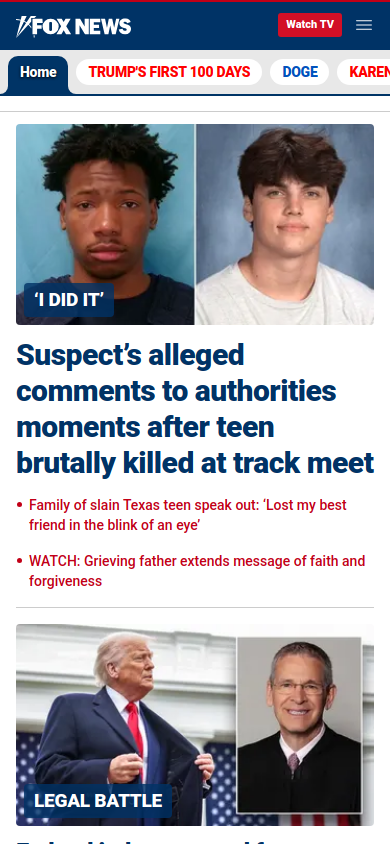 FOX NEWS
Watch TV
Home
TRUMP'S FIRST 100 DAYS
DOGE
KAREN
‘I DID IT’
Suspect’s alleged
comments to authorities
moments after teen
brutally killed at track meet
• Family of slain Texas teen speak out: ‘Lost my best
friend in the blink of an eye’
• WATCH: Grieving father extends message of faith and
forgiveness
LEGAL BATTLE